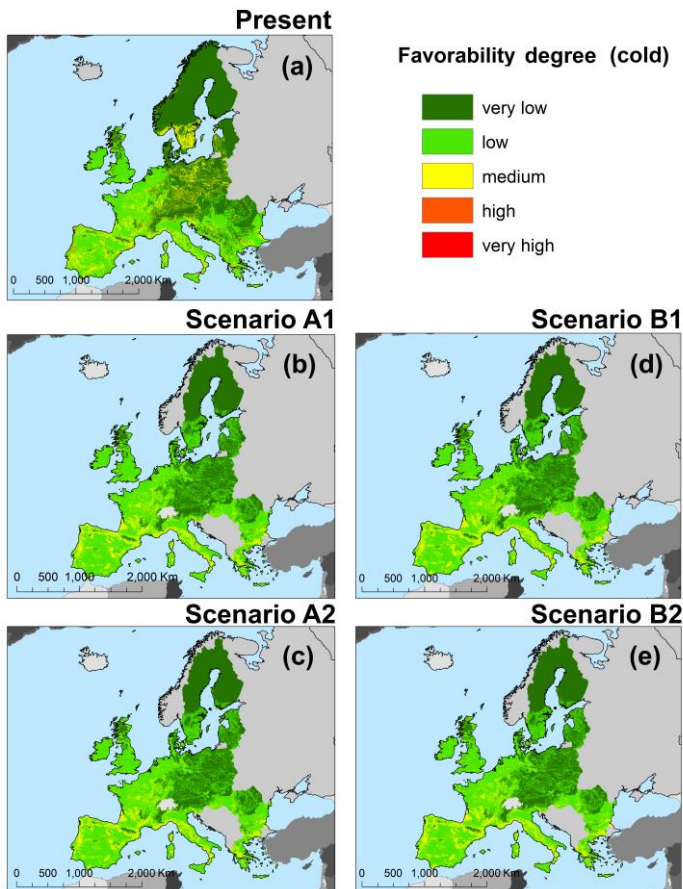 Present
(a)
0 500 1,000 2,000 Km
Favorability degree (cold)
very low
low
medium
high
very high
Scenario A1
(b)
0 500 1,000 2,000 Km
Scenario B1
(d)
0 500 1,000 2,000 Km
Scenario A2
(c)
0 500 1,000 2,000 Km
Scenario B2
(e)
0 500 1,000 2,000 Km